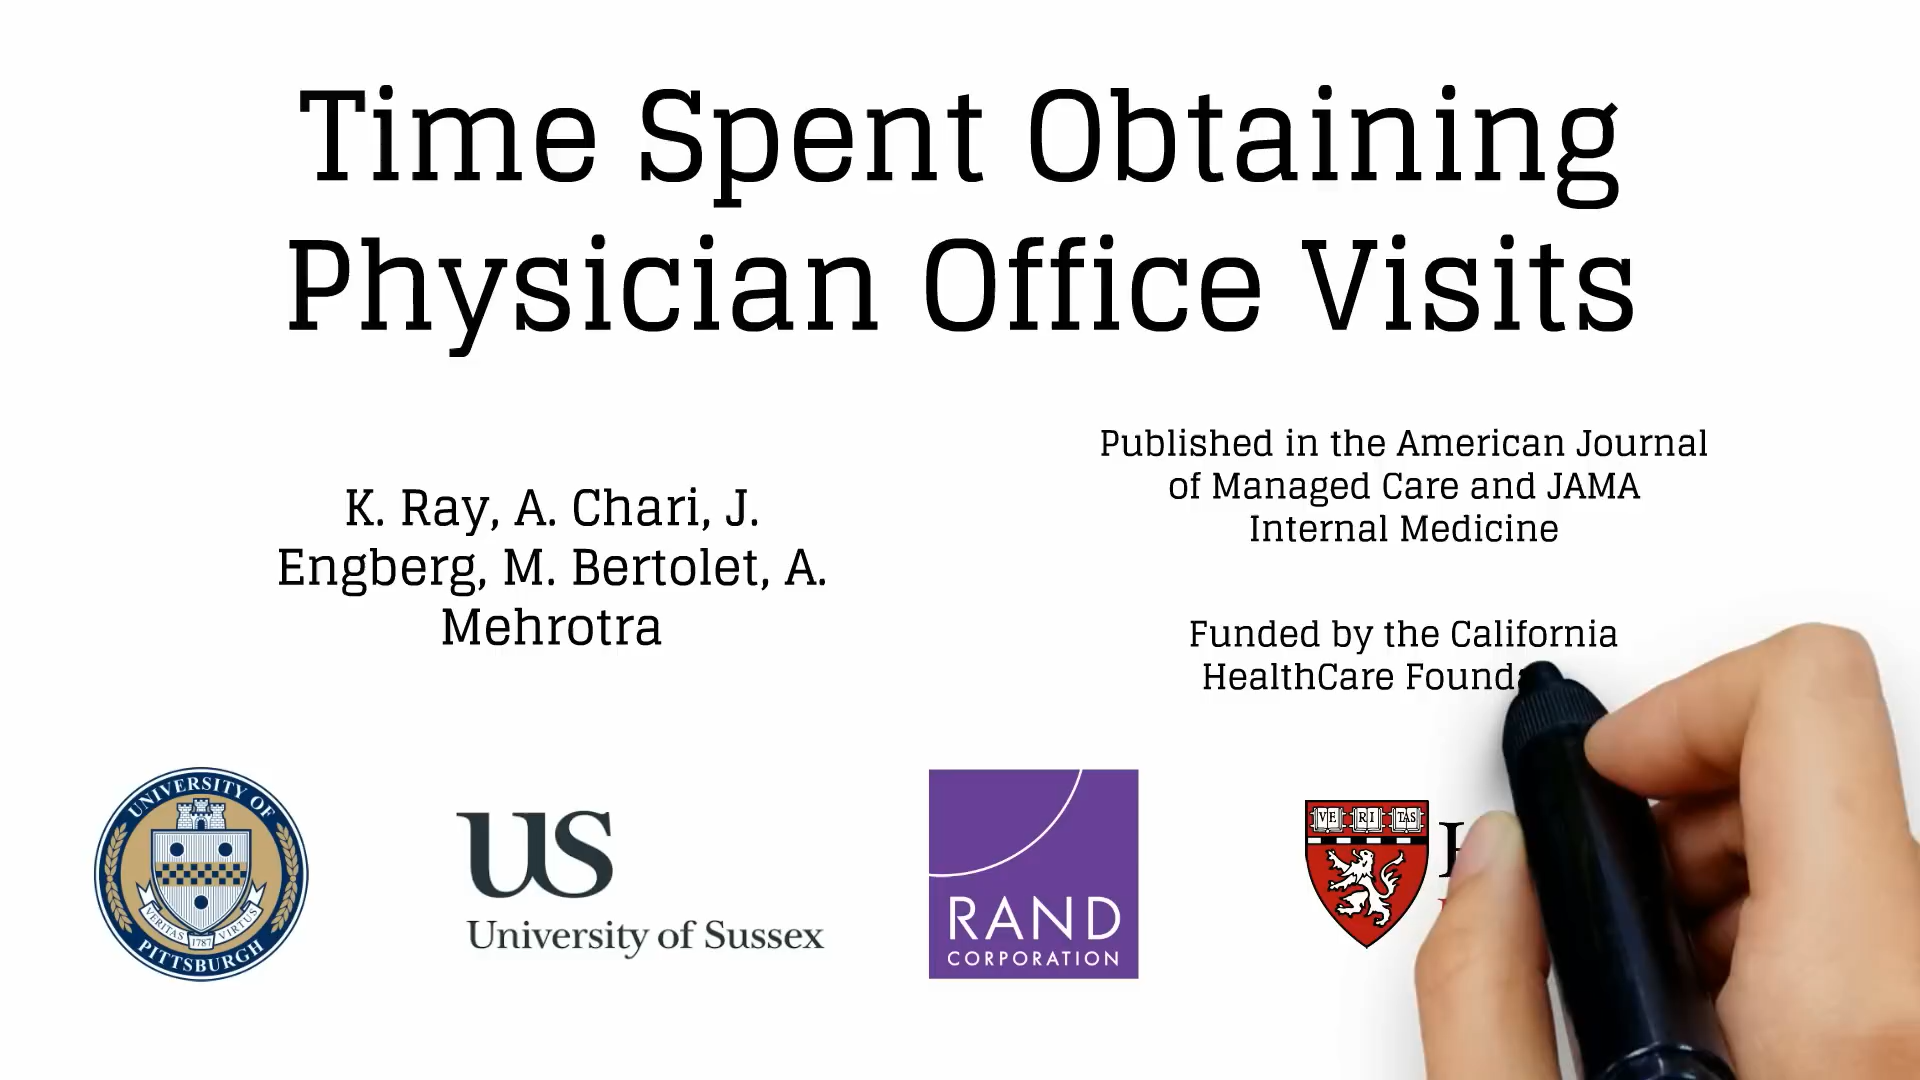 Time Spent Obtaining
Physician Office Visits
K. Ray, A. Chari, J.
Engberg, M. Bertolet, A.
Mehrotra
Published in the American Journal
of Managed Care and JAMA
Internal Medicine
Funded by the California
HealthCare Founda
UNIVERSITY OF
PITTSBURGH
VERITAS 1787 VIRTUS
US
University of Sussex
RAND
CORPORATION
VE RI TAS
H